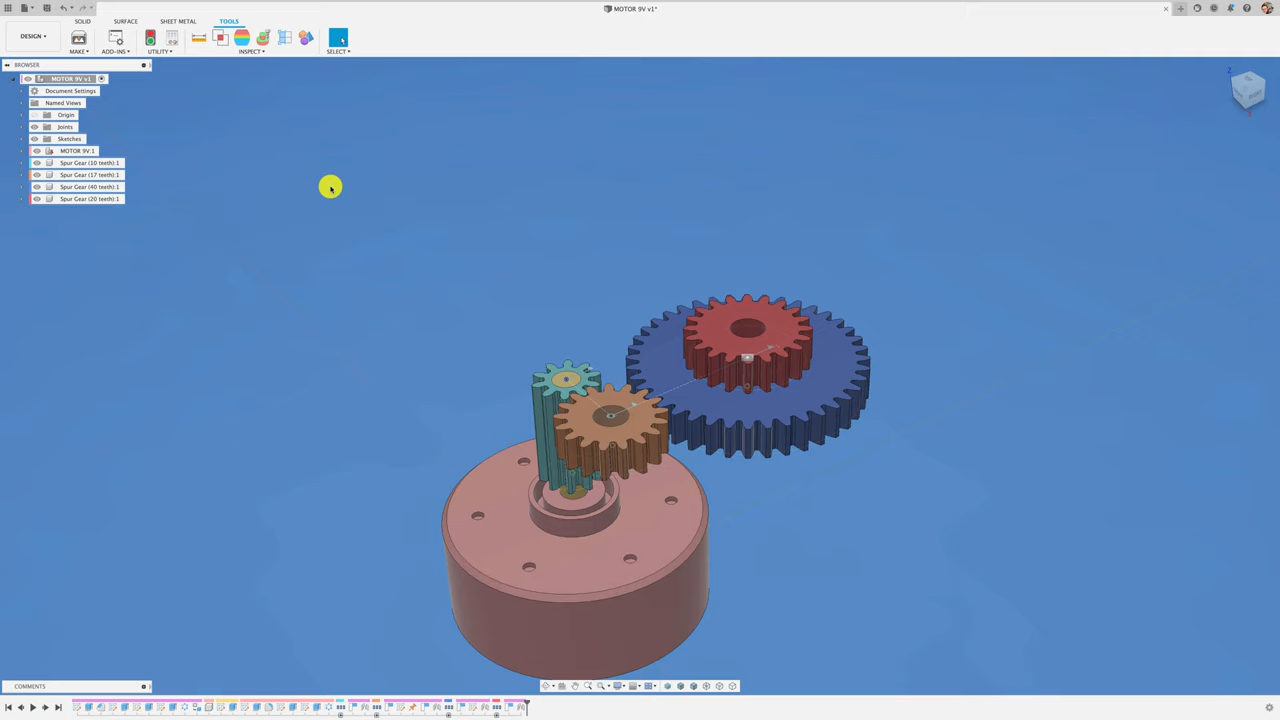 MOTOR 9V v1*
SOLID
SURFACE
SHEET METAL
TOOLS
DESIGN
MAKE
ADD-INS
UTILITY
INSPECT
SELECT
BROWSER
MOTOR 9V v1
Document Settings
Named Views
Origin
Joints
Sketches
MOTOR 9V:1
Spur Gear (10 teeth):1
Spur Gear (17 teeth):1
Spur Gear (40 teeth):1
Spur Gear (20 teeth):1
Z
COMMENTS